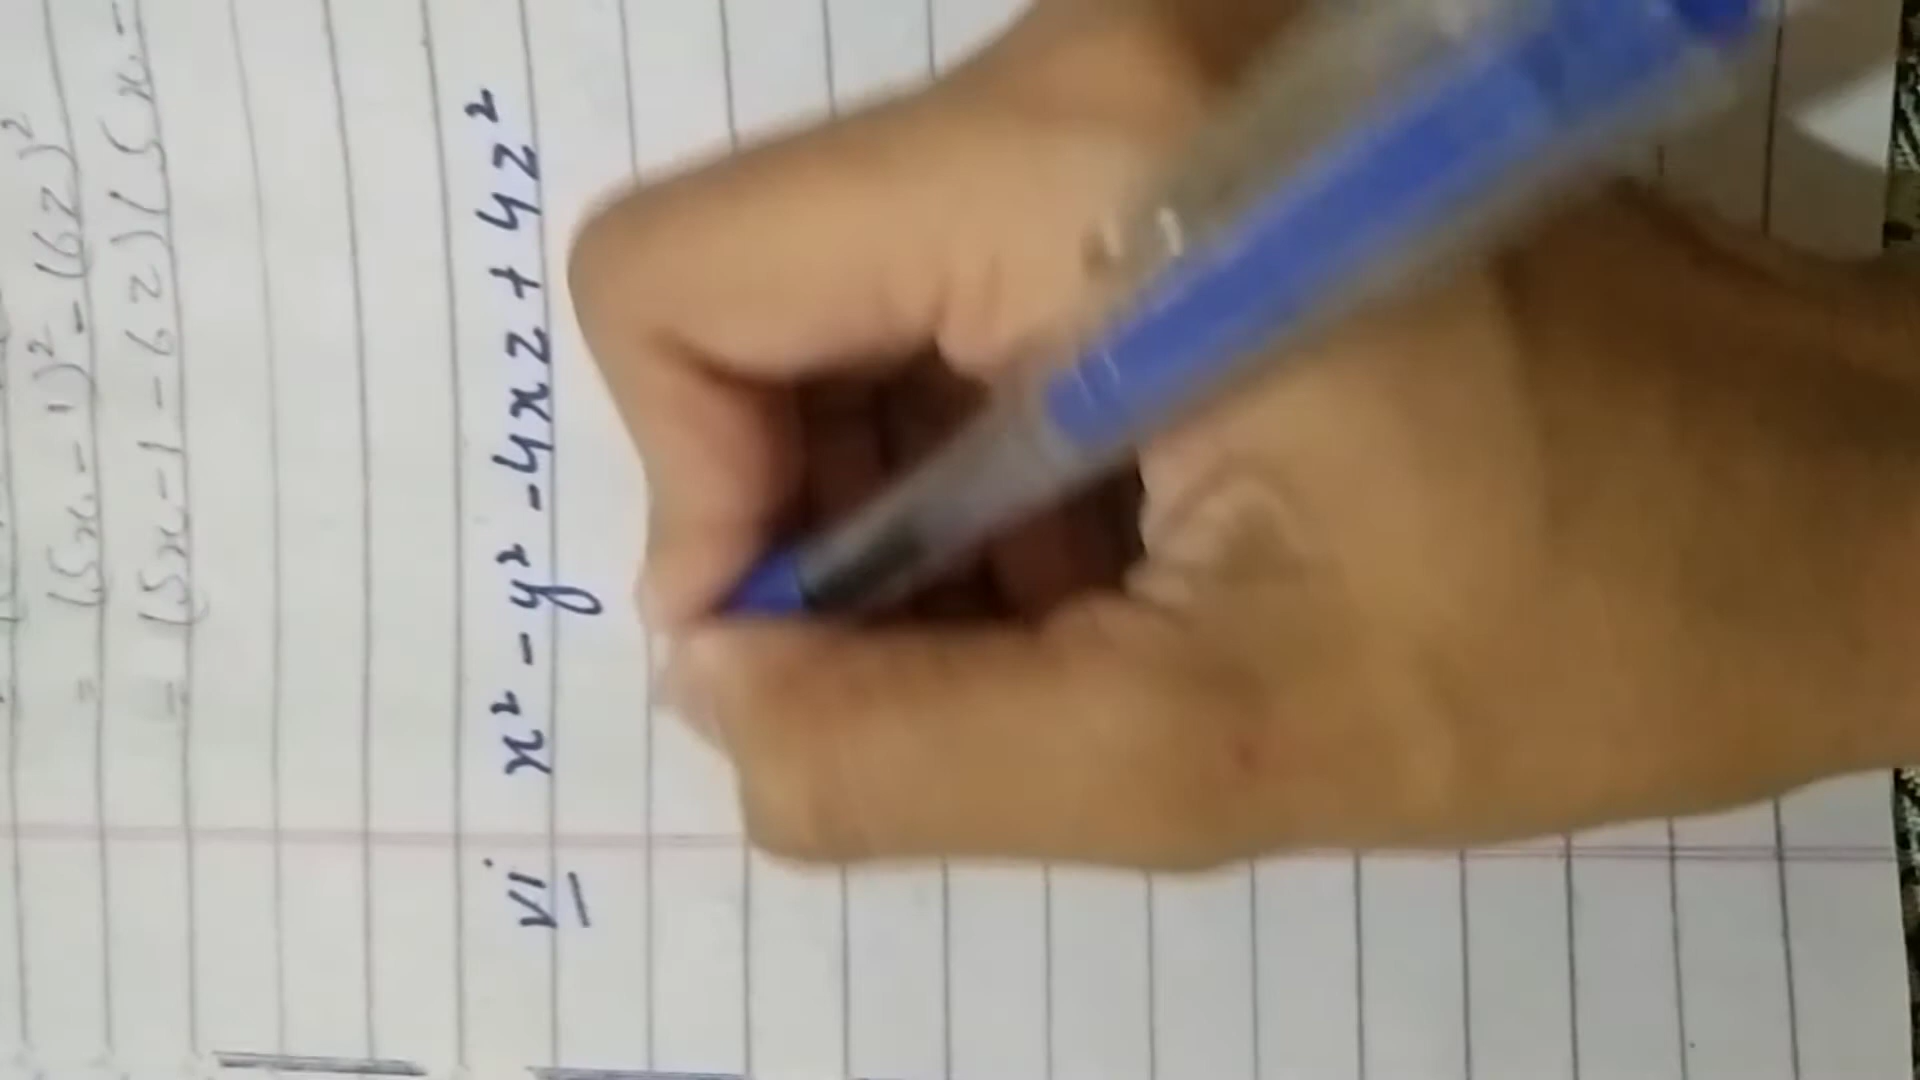 = (5x - 1)² - (6z)²
= (5x - 1 - 6z)(5x -
vi x² - y² - 4xz + 4z²